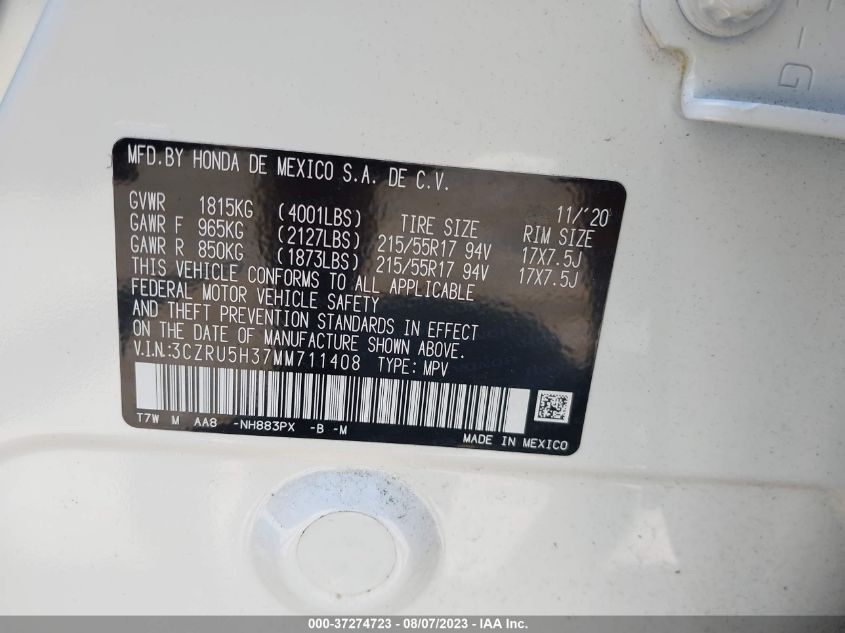 MFD.BY HONDA DE MEXICO S.A. DE C.V.
11/'20
GVWR 1815KG (4001LBS) TIRE SIZE RIM SIZE
GAWR F 965KG (2127LBS) 215/55R17 94V 17X7.5J
GAWR R 850KG (1873LBS) 215/55R17 94V 17X7.5J
THIS VEHICLE CONFORMS TO ALL APPLICABLE
FEDERAL MOTOR VEHICLE SAFETY
AND THEFT PREVENTION STANDARDS IN EFFECT
ON THE DATE OF MANUFACTURE SHOWN ABOVE.
V.I.N.:3CZRU5H37MM711408 TYPE: MPV
T7W M AA8 -NH883PX -B -M
MADE IN MEXICO
000-37274723 - 08/07/2023 - IAAI.com